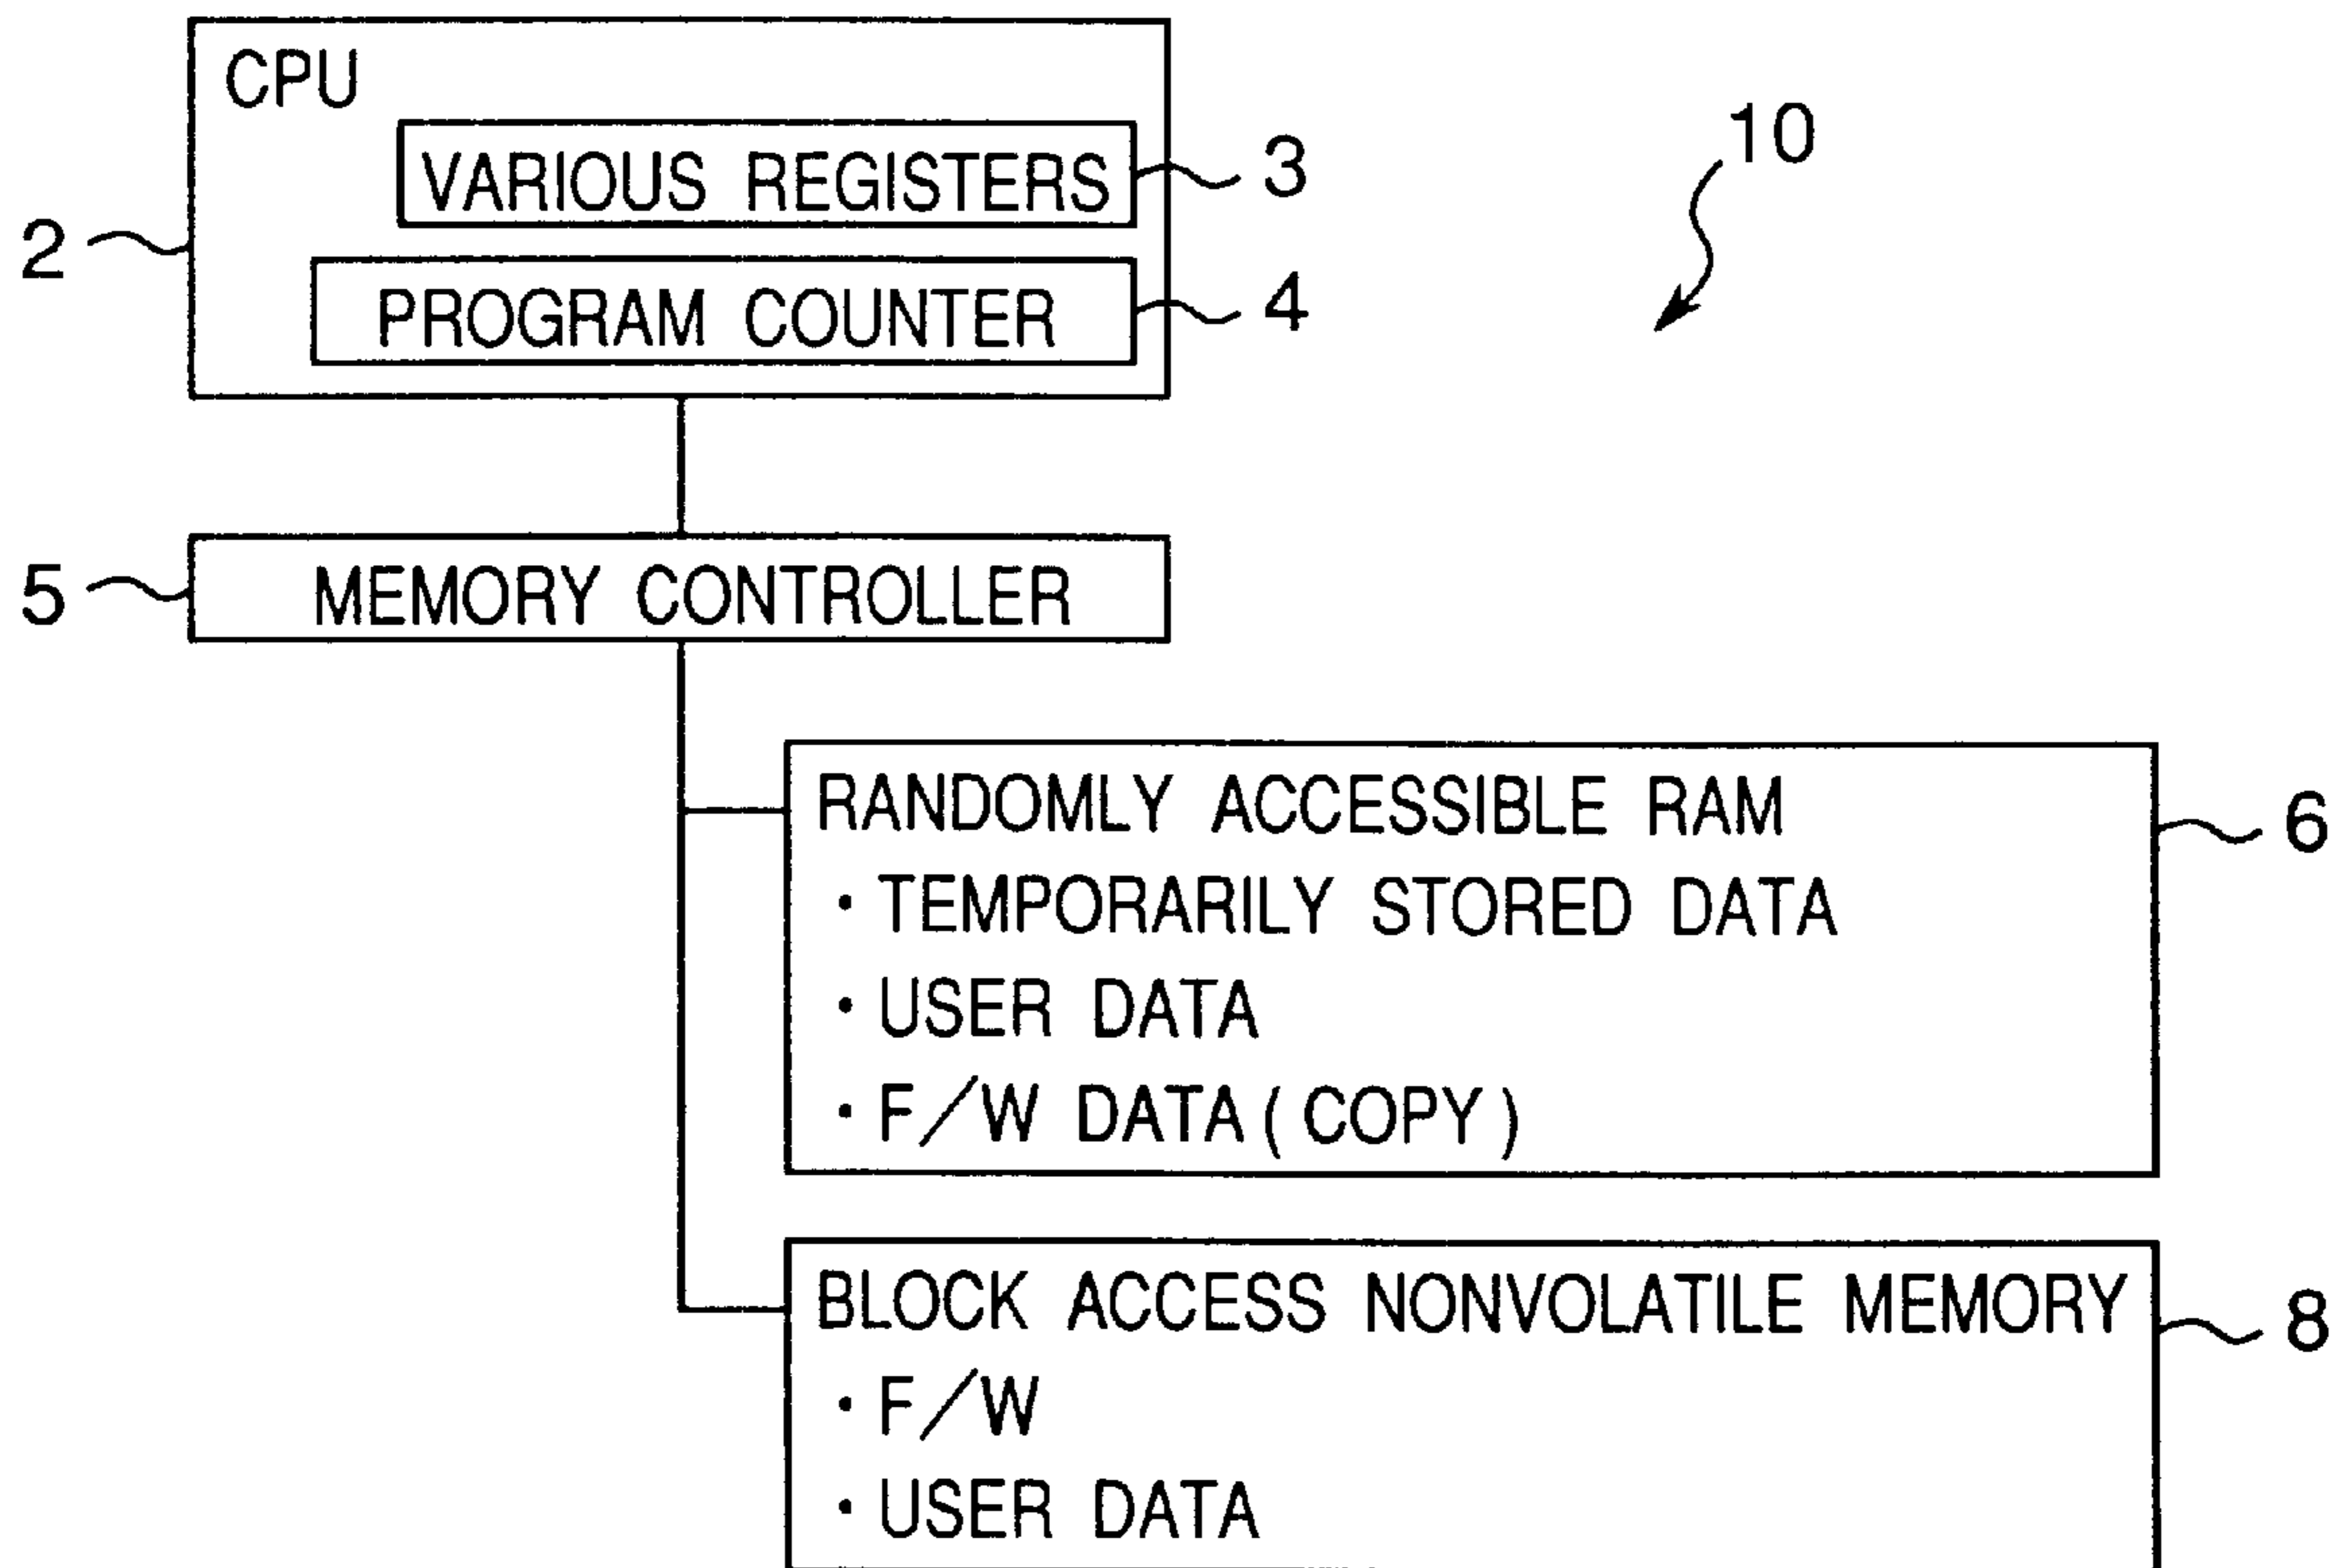 CPU
10
VARIOUS REGISTERS 3
2
PROGRAM COUNTER 4
5 MEMORY CONTROLLER
RANDOMLY ACCESSIBLE RAM 6
・TEMPORARILY STORED DATA
・USER DATA
・F/W DATA(COPY)
BLOCK ACCESS NONVOLATILE MEMORY 8
・F/W
・USER DATA